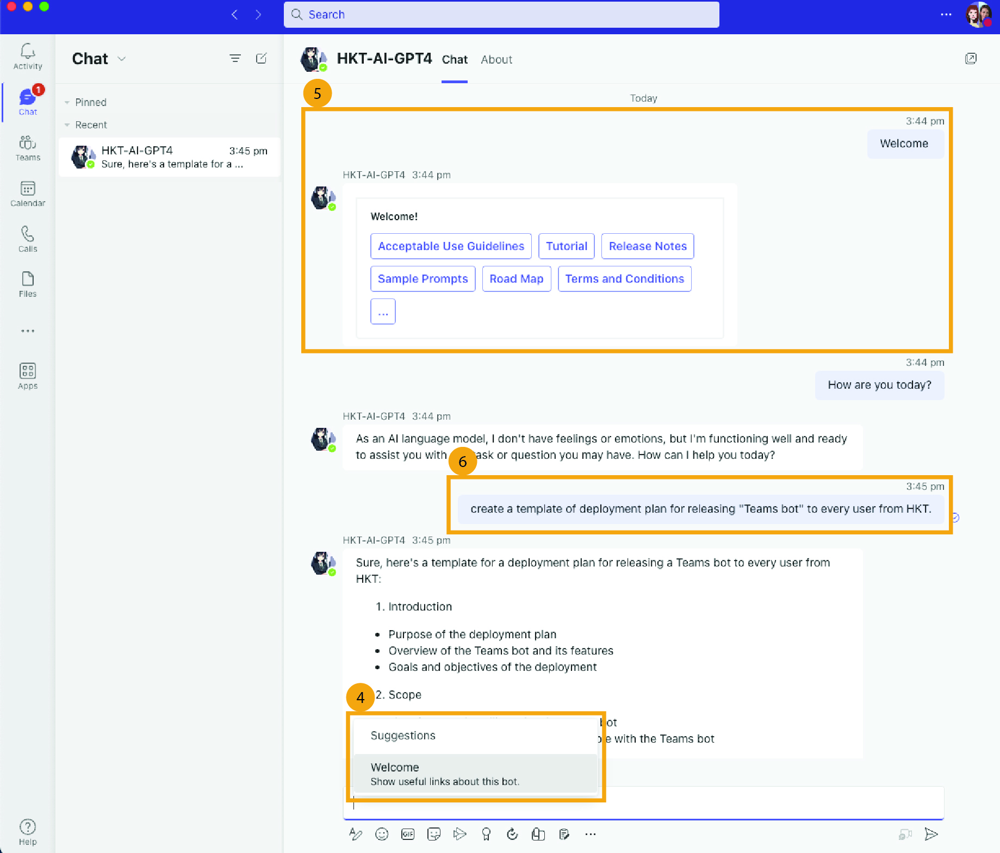 Search
Activity
1
Chat
Teams
Calendar
Calls
Files
Apps
Help
Chat
Pinned
Recent
HKT-AI-GPT4 3:45 pm
Sure, here's a template for a ...
HKT-AI-GPT4 Chat About
5
Today
3:44 pm
Welcome
HKT-AI-GPT4 3:44 pm
Welcome!
Acceptable Use Guidelines Tutorial Release Notes
Sample Prompts Road Map Terms and Conditions
...
3:44 pm
How are you today?
HKT-AI-GPT4 3:44 pm
As an AI language model, I don't have feelings or emotions, but I'm functioning well and ready
to assist you with ask or question you may have. How can I help you today?
6
3:45 pm
create a template of deployment plan for releasing "Teams bot" to every user from HKT.
HKT-AI-GPT4 3:45 pm
Sure, here's a template for a deployment plan for releasing a Teams bot to every user from
HKT:
1. Introduction
• Purpose of the deployment plan
• Overview of the Teams bot and its features
• Goals and objectives of the deployment
4
2. Scope
bot
with the Teams bot
Suggestions
Welcome
Show useful links about this bot.
GIF